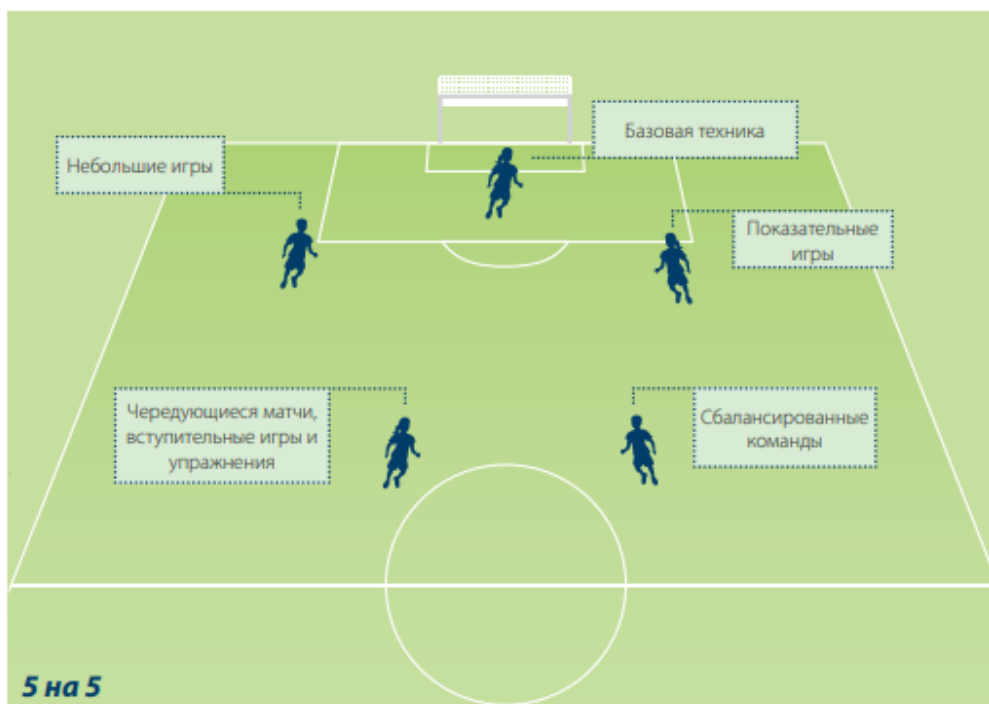 Базовая техника
Небольшие игры
Показательные
игры
Чередующиеся матчи,
вступительные игры и
упражнения
Сбалансированные
команды
5 на 5